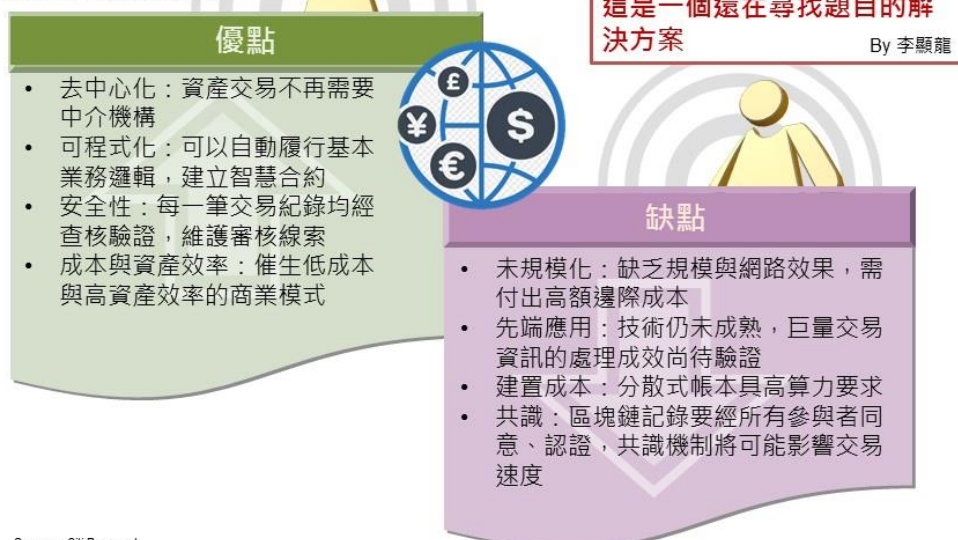 這是一個還在尋找題目的解
決方案
By 李顯龍
優點
• 去中心化：資產交易不再需要
中介機構
• 可程式化：可以自動履行基本
業務邏輯，建立智慧合約
• 安全性：每一筆交易紀錄均經
查核驗證，維護審核線索
• 成本與資產效率：催生低成本
與高資產效率的商業模式
£
¥
$
€
缺點
• 未規模化：缺乏規模與網路效果，需
付出高額邊際成本
• 先端應用：技術仍未成熟，巨量交易
資訊的處理成效尚待驗證
• 建置成本：分散式帳本具高算力要求
• 共識：區塊鏈記錄要經所有參與者同
意、認證，共識機制將可能影響交易
速度